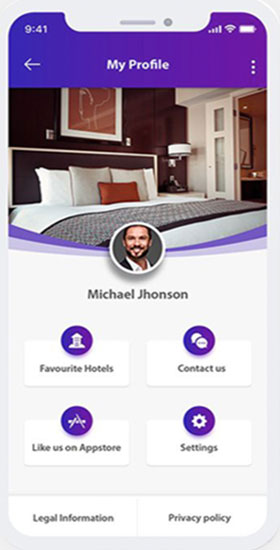 9:41
My Profile
Michael Jhonson
Favourite Hotels
Contact us
Like us on Appstore
Settings
Legal Information
Privacy policy